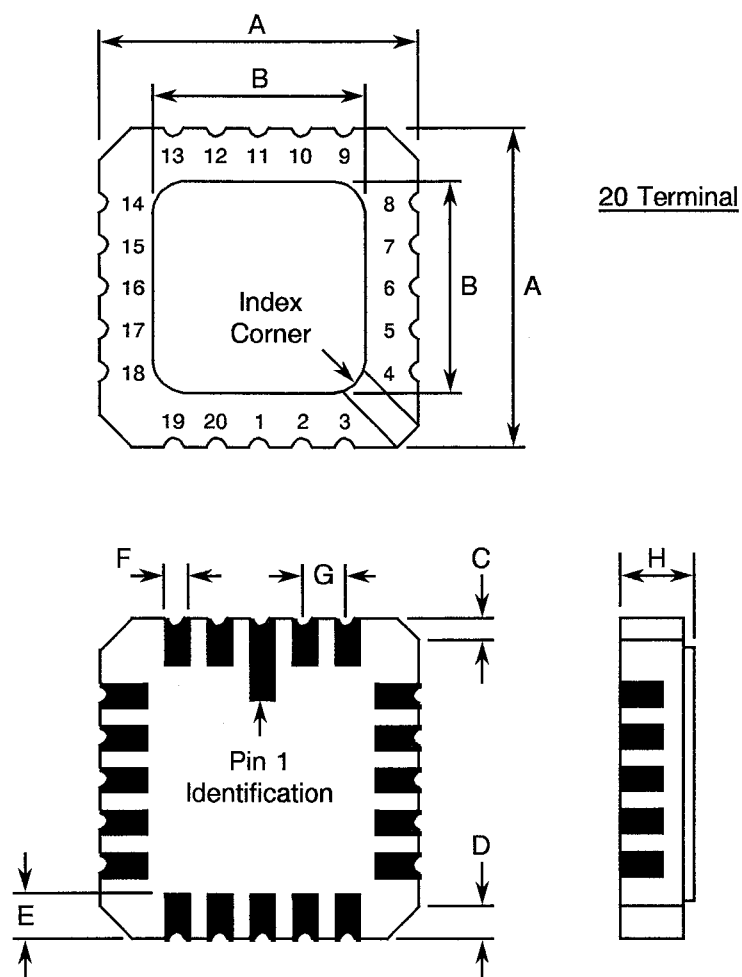 A
B
13 12 11 10 9
20 Terminal
14 8
15 7
16 6
17 5
18 4
B A
Index
Corner
19 20 1 2 3
F G C H
Pin 1
Identification
D
E